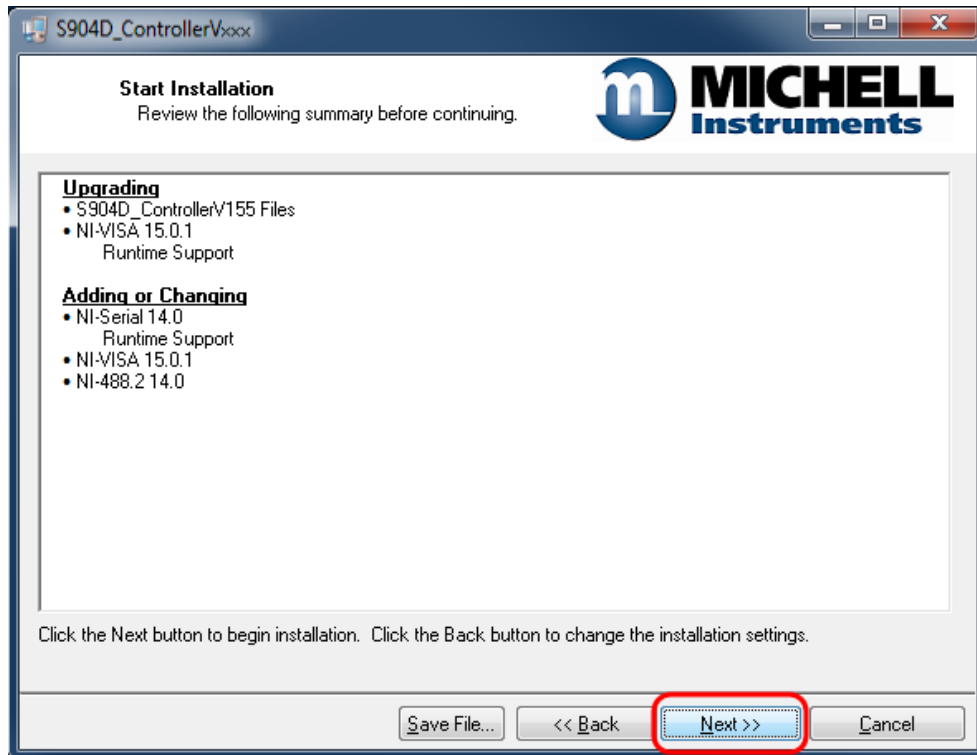 S904D_ControllerVxxx
Start Installation
Review the following summary before continuing.
m
MICHELL
Instruments
Upgrading
• S904D_ControllerV155 Files
• NI-VISA 15.0.1
Runtime Support
Adding or Changing
• NI-Serial 14.0
Runtime Support
• NI-VISA 15.0.1
• NI-488.2 14.0
Click the Next button to begin installation.  Click the Back button to change the installation settings.
Save File... << Back Next >> Cancel